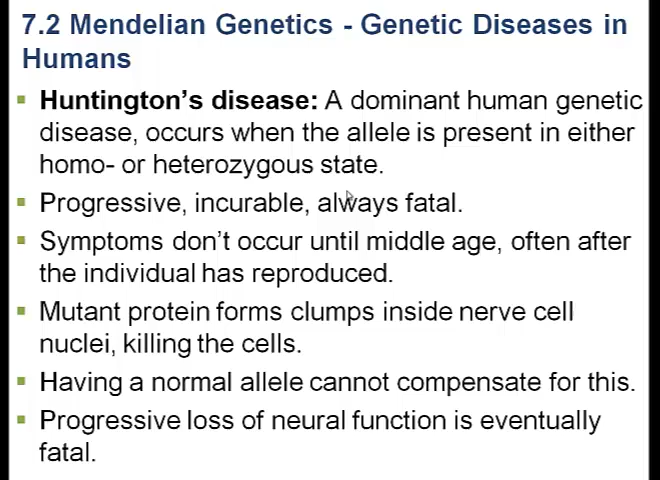 7.2 Mendelian Genetics - Genetic Diseases in
Humans
Huntington's disease: A dominant human genetic
disease, occurs when the allele is present in either
homo- or heterozygous state.
Progressive, incurable, always fatal.
Symptoms don't occur until middle age, often after
the individual has reproduced.
Mutant protein forms clumps inside nerve cell
nuclei, killing the cells.
Having a normal allele cannot compensate for this.
Progressive loss of neural function is eventually
fatal.